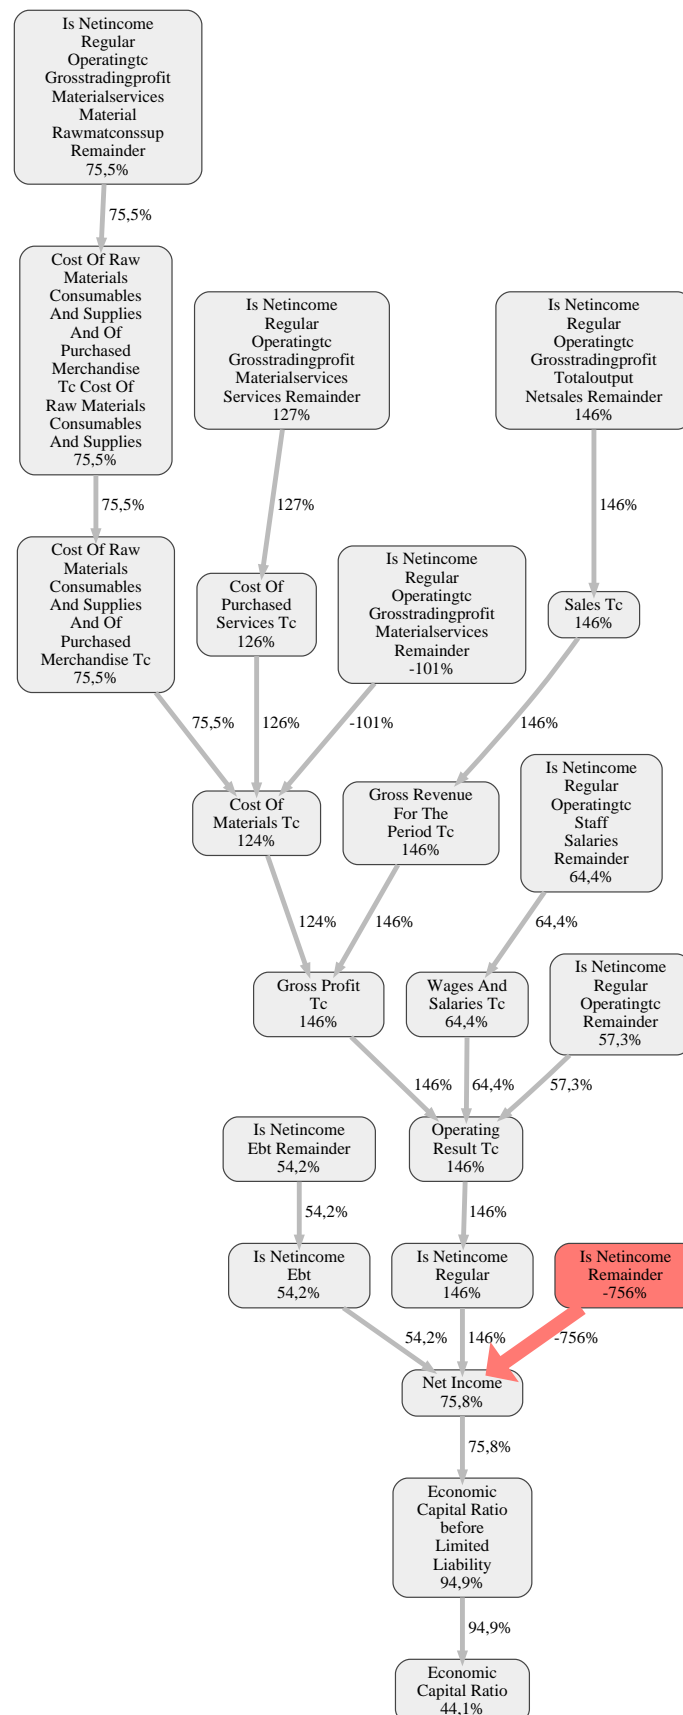 Is Netincome
Regular
Operatingtc
Grosstradingprofit
Materialservices
Material
Rawmatconssup
Remainder
75,5%
75,5%
Cost Of Raw
Materials
Consumables
And Supplies
And Of
Purchased
Merchandise
Tc Cost Of
Raw Materials
Consumables
And Supplies
75,5%
Is Netincome
Regular
Operatingtc
Grosstradingprofit
Materialservices
Services Remainder
127%
Is Netincome
Regular
Operatingtc
Grosstradingprofit
Totaloutput
Netsales Remainder
146%
75,5%
127%
146%
Cost Of Raw
Materials
Consumables
And Supplies
And Of
Purchased
Merchandise Tc
75,5%
Cost Of
Purchased
Services Tc
126%
Is Netincome
Regular
Operatingtc
Grosstradingprofit
Materialservices
Remainder
-101%
Sales Tc
146%
75,5%
126%
-101%
146%
Cost Of
Materials Tc
124%
Gross Revenue
For The
Period Tc
146%
Is Netincome
Regular
Operatingtc
Staff
Salaries
Remainder
64,4%
124%
146%
64,4%
Gross Profit
Tc
146%
Wages And
Salaries Tc
64,4%
Is Netincome
Regular
Operatingtc
Remainder
57,3%
146%
64,4%
57,3%
Is Netincome
Ebt Remainder
54,2%
Operating
Result Tc
146%
54,2%
146%
Is Netincome
Ebt
54,2%
Is Netincome
Regular
146%
Is Netincome
Remainder
-756%
54,2%
146%
-756%
Net Income
75,8%
75,8%
Economic
Capital Ratio
before
Limited
Liability
94,9%
94,9%
Economic
Capital Ratio
44,1%